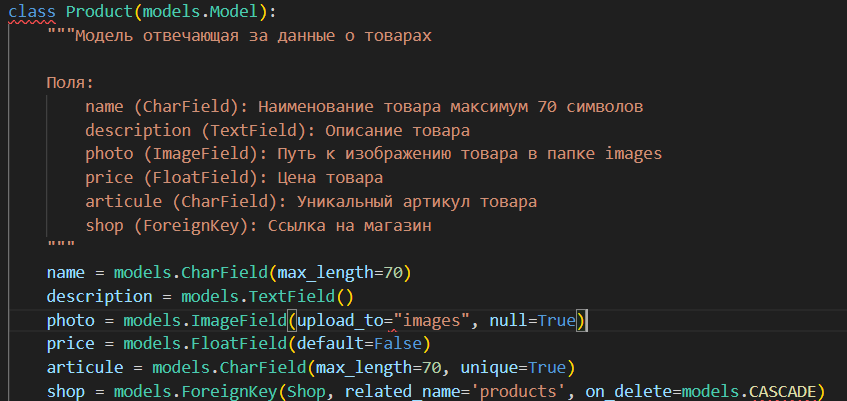 class Product(models.Model):
"""Модель отвечающая за данные о товарах
Поля:
name (CharField): Наименование товара максимум 70 символов
description (TextField): Описание товара
photo (ImageField): Путь к изображению товара в папке images
price (FloatField): Цена товара
articule (CharField): Уникальный артикул товара
shop (ForeignKey): Ссылка на магазин
"""
name = models.CharField(max_length=70)
description = models.TextField()
photo = models.ImageField(upload_to="images", null=True)
price = models.FloatField(default=False)
articule = models.CharField(max_length=70, unique=True)
shop = models.ForeignKey(Shop, related_name='products', on_delete=models.CASCADE)